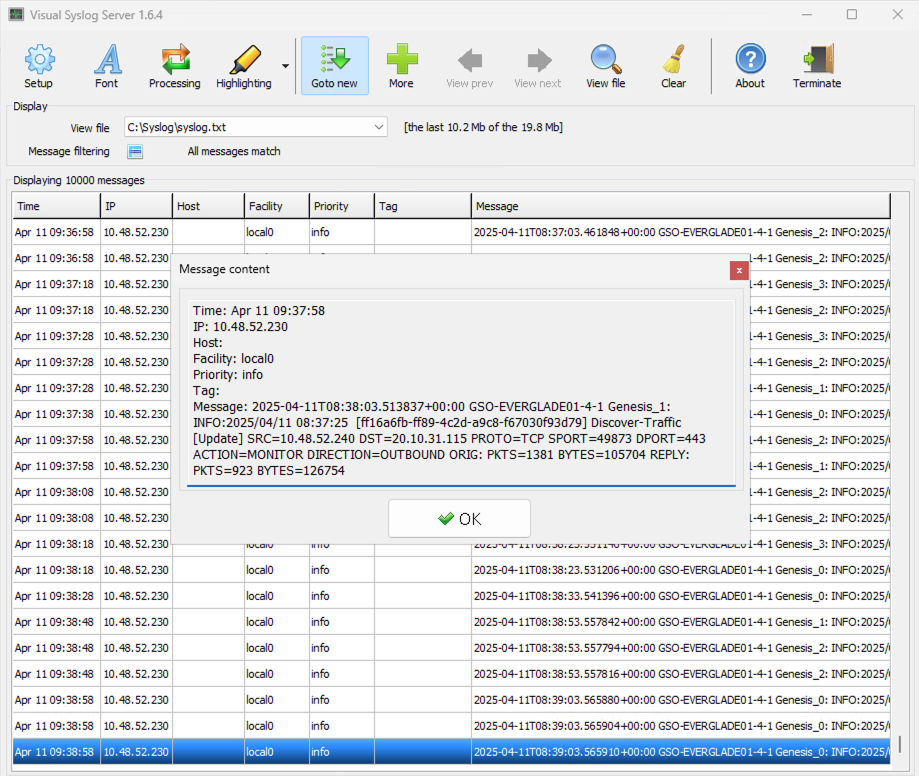 Visual Syslog Server 1.6.4
Setup Font Processing Highlighting Goto new More View prev View next View file Clear About Terminate
Display
View file C:\Syslog\syslog.txt [the last 10.2 Mb of the 19.8 Mb]
Message filtering All messages match
Displaying 10000 messages
Time IP Host Facility Priority Tag Message
Apr 11 09:36:58 10.48.52.230 local0 info 2025-04-11T08:37:03.461848+00:00 GSO-EVERGLADE01-4-1 Genesis_2: INFO:2025/
Apr 11 09:36:58 10.48.52.230 1-4-1 Genesis_2: INFO:2025/
Apr 11 09:37:18 10.48.52.230 1-4-1 Genesis_3: INFO:2025/
Apr 11 09:37:18 10.48.52.230 1-4-1 Genesis_2: INFO:2025/
Apr 11 09:37:28 10.48.52.230 1-4-1 Genesis_3: INFO:2025/
Apr 11 09:37:28 10.48.52.230 1-4-1 Genesis_2: INFO:2025/
Apr 11 09:37:28 10.48.52.230 1-4-1 Genesis_1: INFO:2025/
Apr 11 09:37:38 10.48.52.230 1-4-1 Genesis_0: INFO:2025/
Apr 11 09:37:58 10.48.52.230 1-4-1 Genesis_2: INFO:2025/
Apr 11 09:37:58 10.48.52.230 1-4-1 Genesis_1: INFO:2025/
Apr 11 09:38:08 10.48.52.230 1-4-1 Genesis_2: INFO:2025/
Apr 11 09:38:08 10.48.52.230 1-4-1 Genesis_2: INFO:2025/
Message content
x
Time: Apr 11 09:37:58
IP: 10.48.52.230
Host:
Facility: local0
Priority: info
Tag:
Message: 2025-04-11T08:38:03.513837+00:00 GSO-EVERGLADE01-4-1 Genesis_1:
INFO:2025/04/11 08:37:25 [ff16a6fb-ff89-4c2d-a9c8-f67030f93d79] Discover-Traffic
[Update] SRC=10.48.52.240 DST=20.10.31.115 PROTO=TCP SPORT=49873 DPORT=443
ACTION=MONITOR DIRECTION=OUTBOUND ORIG: PKTS=1381 BYTES=105704 REPLY:
PKTS=923 BYTES=126754
OK
Apr 11 09:38:18 10.48.52.230 local0 info GSO-EVERGLADE01-4-1 Genesis_3: INFO:2025/
Apr 11 09:38:18 10.48.52.230 local0 info 2025-04-11T08:38:23.531206+00:00 GSO-EVERGLADE01-4-1 Genesis_0: INFO:2025/
Apr 11 09:38:28 10.48.52.230 local0 info 2025-04-11T08:38:33.541396+00:00 GSO-EVERGLADE01-4-1 Genesis_0: INFO:2025/
Apr 11 09:38:48 10.48.52.230 local0 info 2025-04-11T08:38:53.557842+00:00 GSO-EVERGLADE01-4-1 Genesis_1: INFO:2025/
Apr 11 09:38:48 10.48.52.230 local0 info 2025-04-11T08:38:53.557794+00:00 GSO-EVERGLADE01-4-1 Genesis_2: INFO:2025/
Apr 11 09:38:48 10.48.52.230 local0 info 2025-04-11T08:38:53.557816+00:00 GSO-EVERGLADE01-4-1 Genesis_2: INFO:2025/
Apr 11 09:38:58 10.48.52.230 local0 info 2025-04-11T08:39:03.565880+00:00 GSO-EVERGLADE01-4-1 Genesis_0: INFO:2025/
Apr 11 09:38:58 10.48.52.230 local0 info 2025-04-11T08:39:03.565904+00:00 GSO-EVERGLADE01-4-1 Genesis_0: INFO:2025/
Apr 11 09:38:58 10.48.52.230 local0 info 2025-04-11T08:39:03.565910+00:00 GSO-EVERGLADE01-4-1 Genesis_0: INFO:2025/